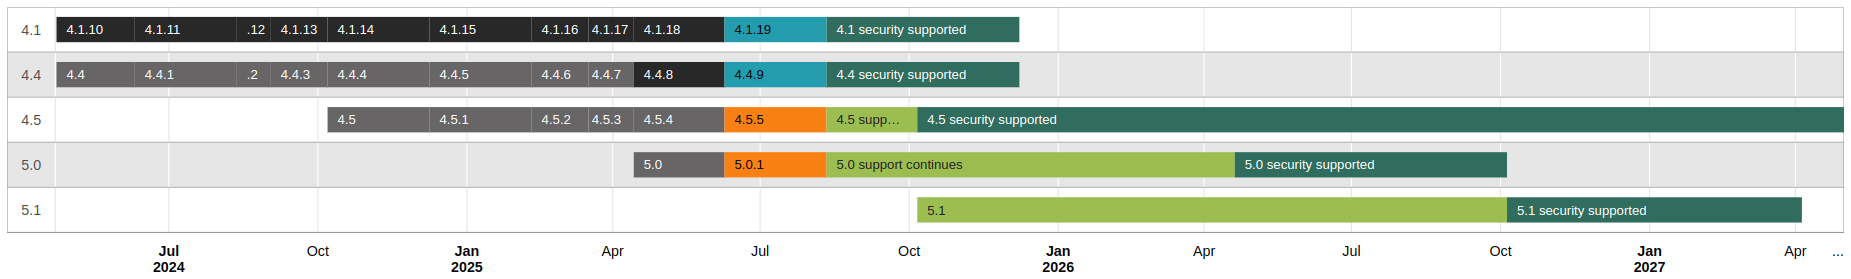 4.1 4.1.10 4.1.11 .12 4.1.13 4.1.14 4.1.15 4.1.16 4.1.17 4.1.18 4.1.19 4.1 security supported
4.4 4.4 4.4.1 .2 4.4.3 4.4.4 4.4.5 4.4.6 4.4.7 4.4.8 4.4.9 4.4 security supported
4.5 4.5 4.5.1 4.5.2 4.5.3 4.5.4 4.5.5 4.5 supp... 4.5 security supported
5.0 5.0 5.0.1 5.0 support continues 5.0 security supported
5.1 5.1 5.1 security supported
Jul Oct Jan Apr Jul Oct Jan Apr Jul Oct Jan Apr ...
2024 2025 2026 2027